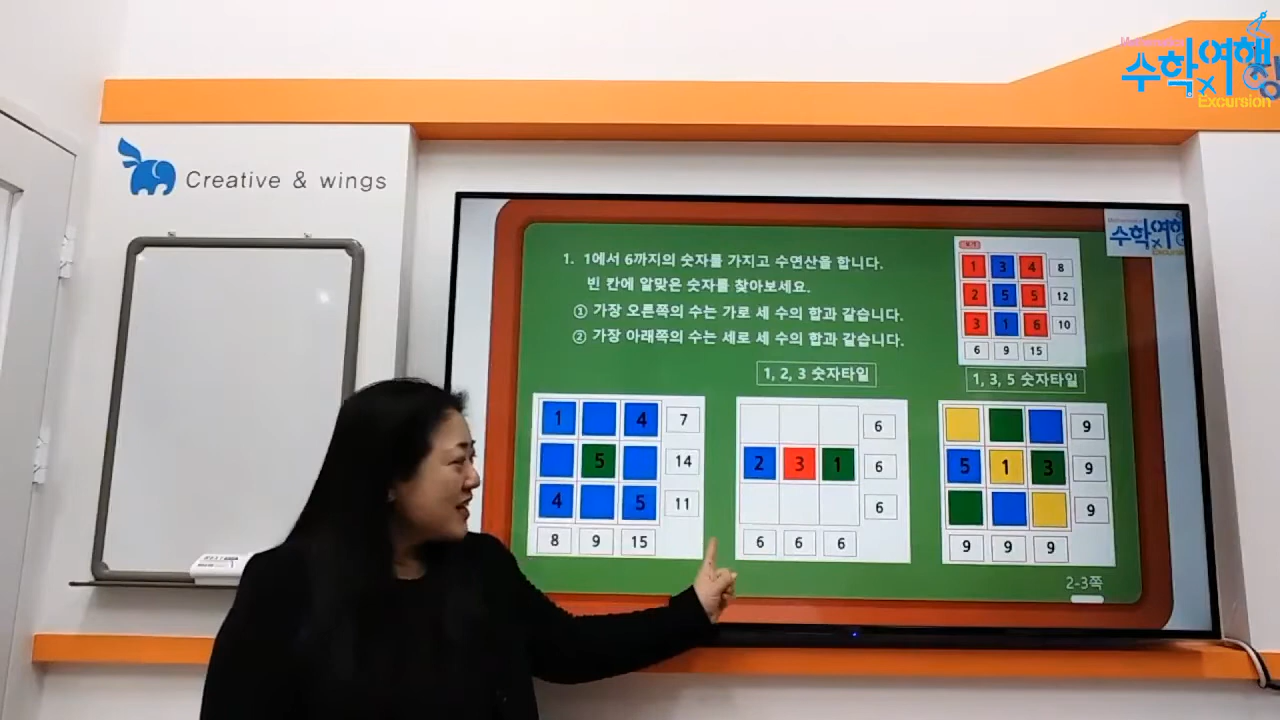 Mathematics
수학여행
Excursion
Creative & wings
수학여행
1. 1에서 6까지의 숫자를 가지고 수연산을 합니다.
빈 칸에 알맞은 숫자를 찾아보세요.
① 가장 오른쪽의 수는 가로 세 수의 합과 같습니다.
② 가장 아래쪽의 수는 세로 세 수의 합과 같습니다.
1 3 4 8
2 5 5 12
3 1 6 10
6 9 15
1, 2, 3 숫자타일
1, 3, 5 숫자타일
1 4 7
5 14
4 5 11
8 9 15
6
2 3 1 6
6
6 6 6
9
5 1 3 9
9
9 9 9
2-3쪽